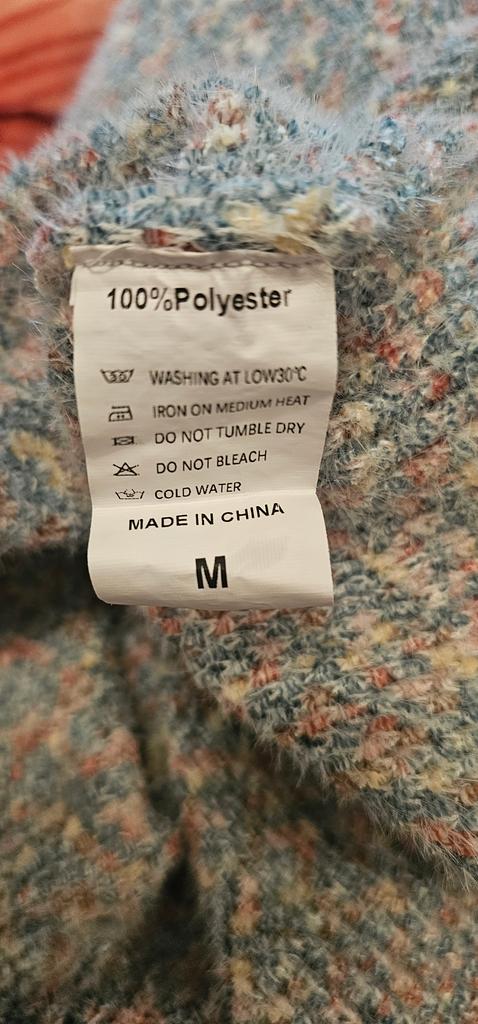 100%Polyester
WASHING AT LOW30℃
IRON ON MEDIUM HEAT
DO NOT TUMBLE DRY
DO NOT BLEACH
COLD WATER
MADE IN CHINA
M